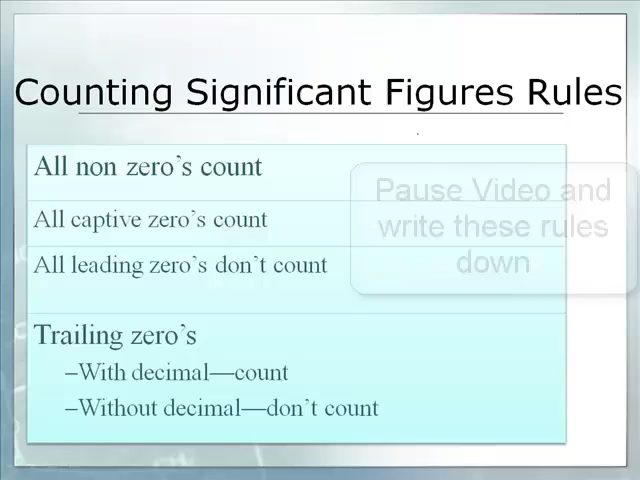 Counting Significant Figures Rules
All non zero’s count
All captive zero’s count
All leading zero’s don’t count
Pause Video and
write these rules
down
Trailing zero’s
–With decimal—count
–Without decimal—don’t count